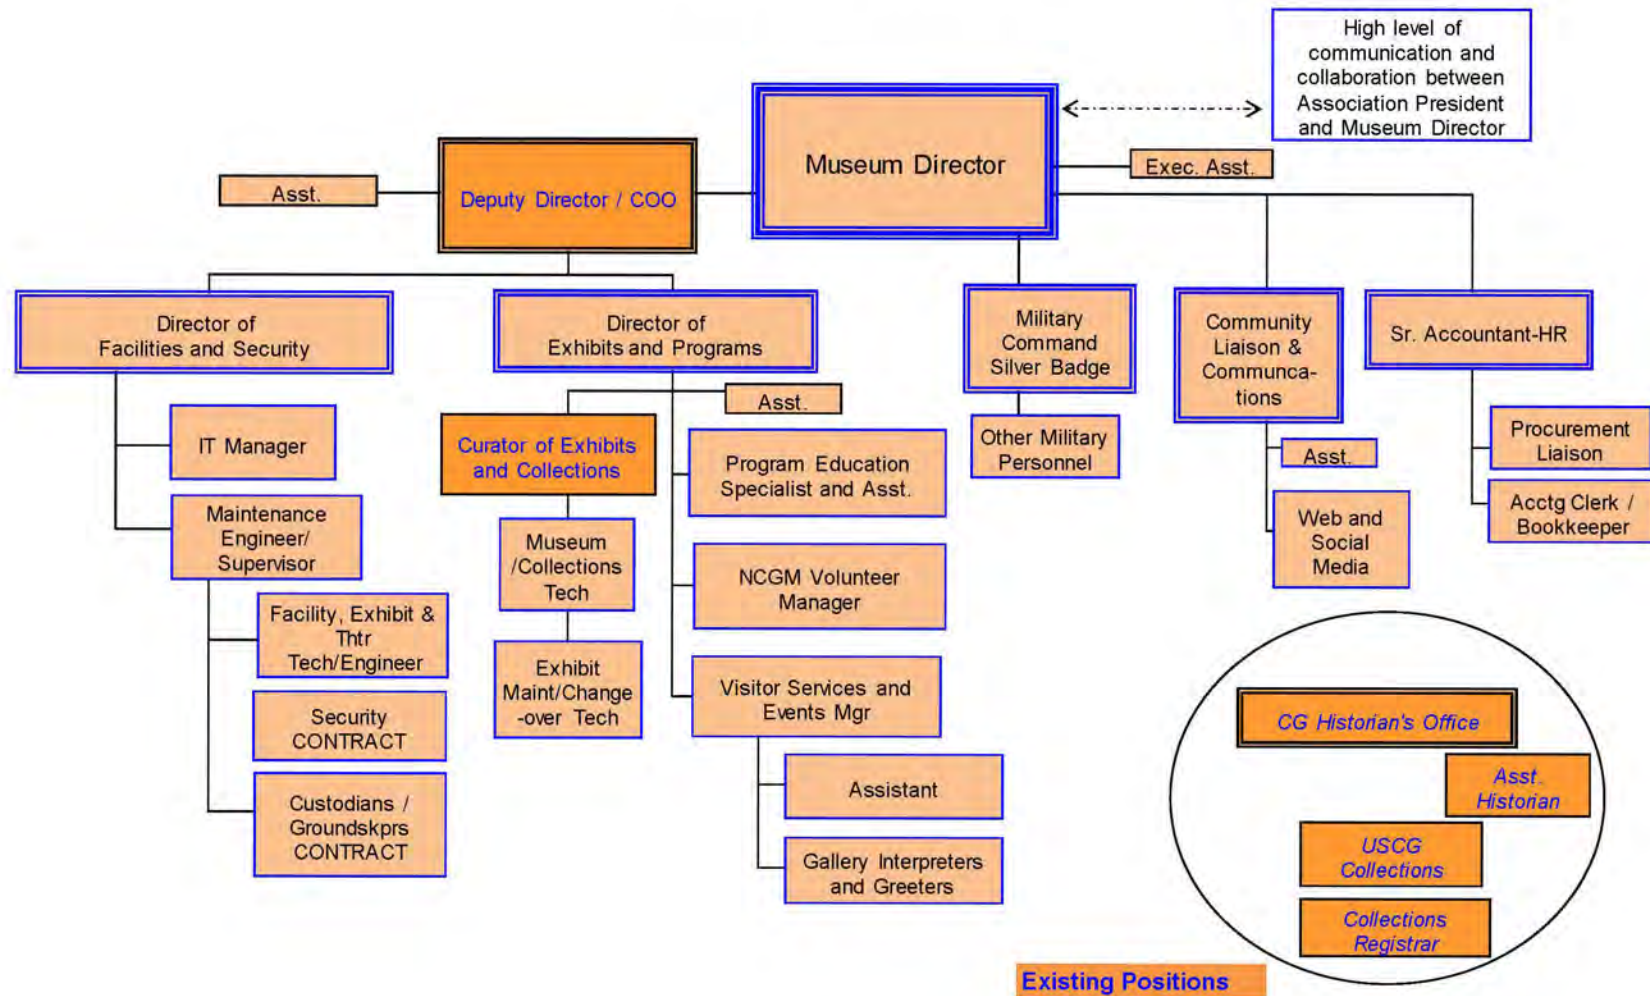 High level of
communication and
collaboration between
Association President
and Museum Director
Museum Director
Exec. Asst.
Deputy Director / COO
Asst.
Director of
Facilities and Security
Director of
Exhibits and Programs
Military
Command
Silver Badge
Community
Liaison &
Communca-
tions
Sr. Accountant-HR
Asst.
IT Manager
Curator of Exhibits
and Collections
Program Education
Specialist and Asst.
Other Military
Personnel
Asst.
Procurement
Liaison
Maintenance
Engineer/
Supervisor
Museum
/Collections
Tech
NCGM Volunteer
Manager
Web and
Social
Media
Acctg Clerk /
Bookkeeper
Facility, Exhibit &
Thtr
Tech/Engineer
Exhibit
Maint/Change
-over Tech
Visitor Services and
Events Mgr
Security
CONTRACT
Custodians /
Groundskprs
CONTRACT
Assistant
Gallery Interpreters
and Greeters
CG Historian's Office
Asst.
Historian
USCG
Collections
Collections
Registrar
Existing Positions